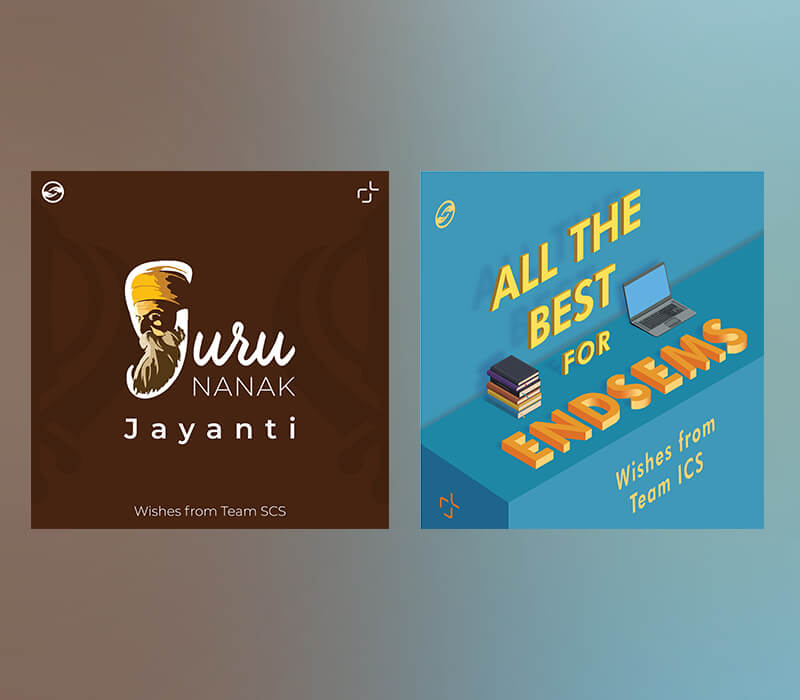 Guru
NANAK
Jayanti
Wishes from Team SCS
ALL THE
BEST
FOR
ENDSEMS
Wishes from
Team ICS